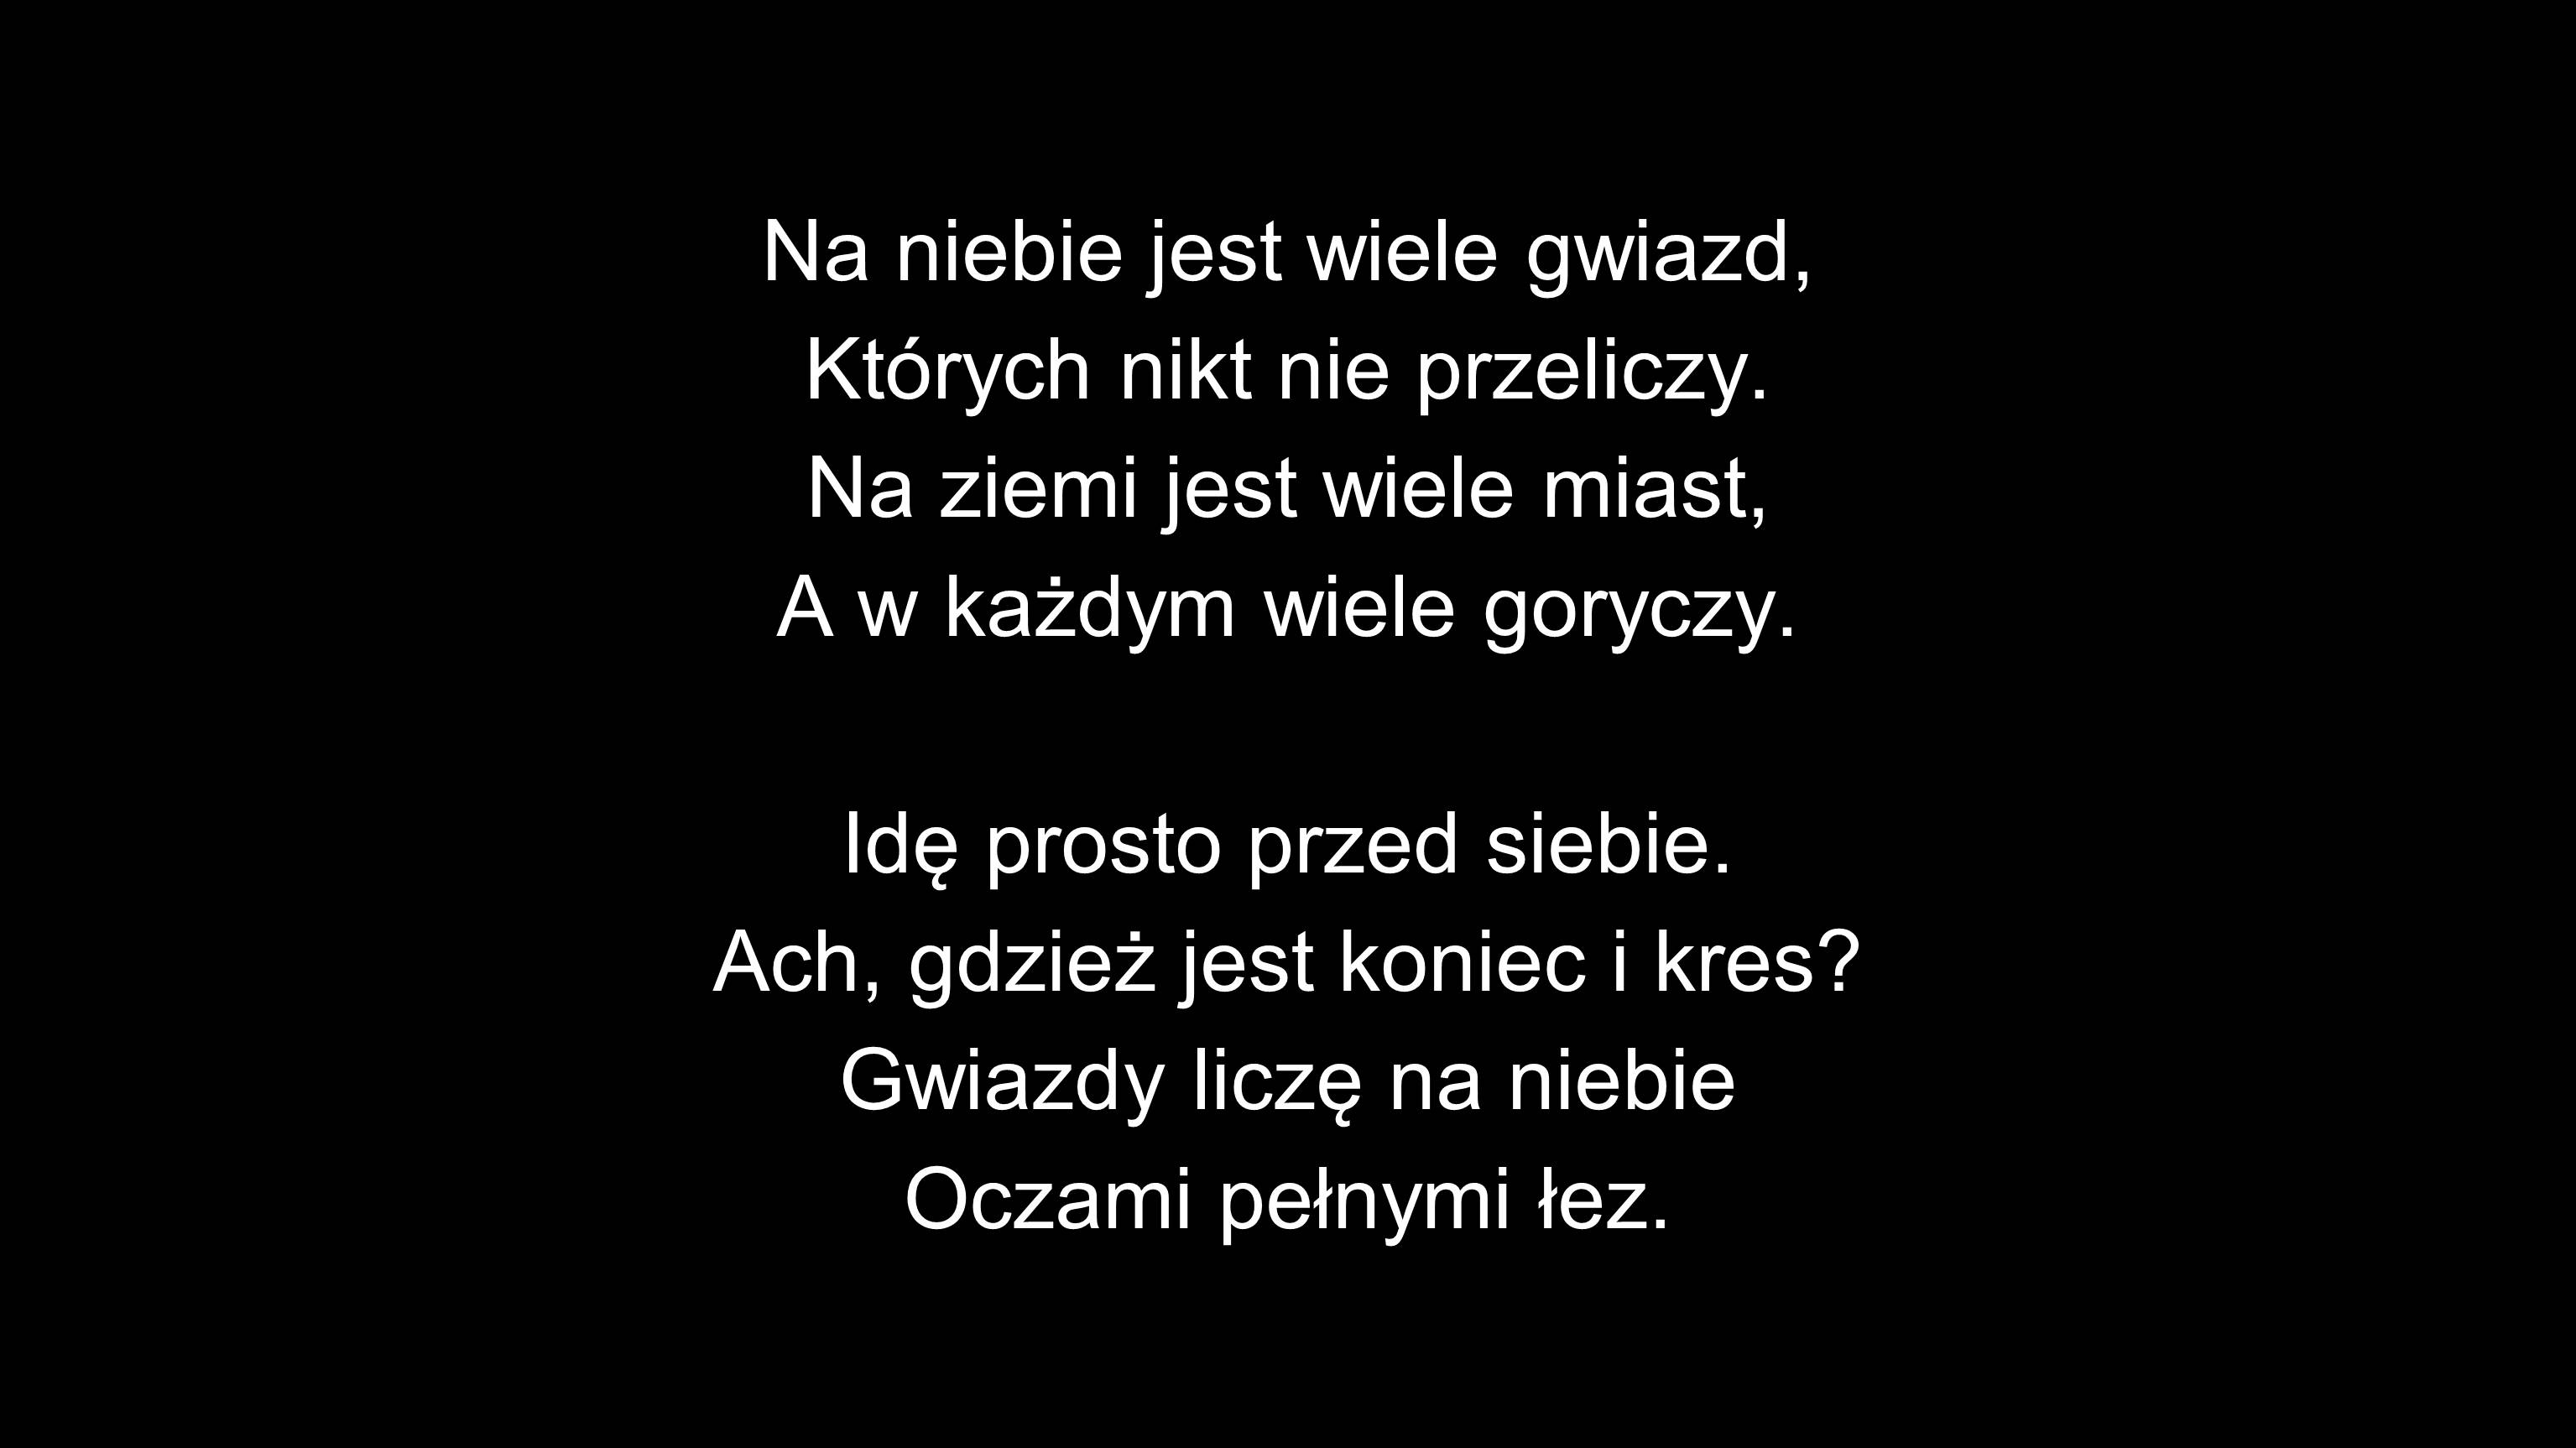 Na niebie jest wiele gwiazd,
Których nikt nie przeliczy.
Na ziemi jest wiele miast,
A w każdym wiele goryczy.
Idę prosto przed siebie.
Ach, gdzież jest koniec i kres?
Gwiazdy liczę na niebie
Oczami pełnymi łez.